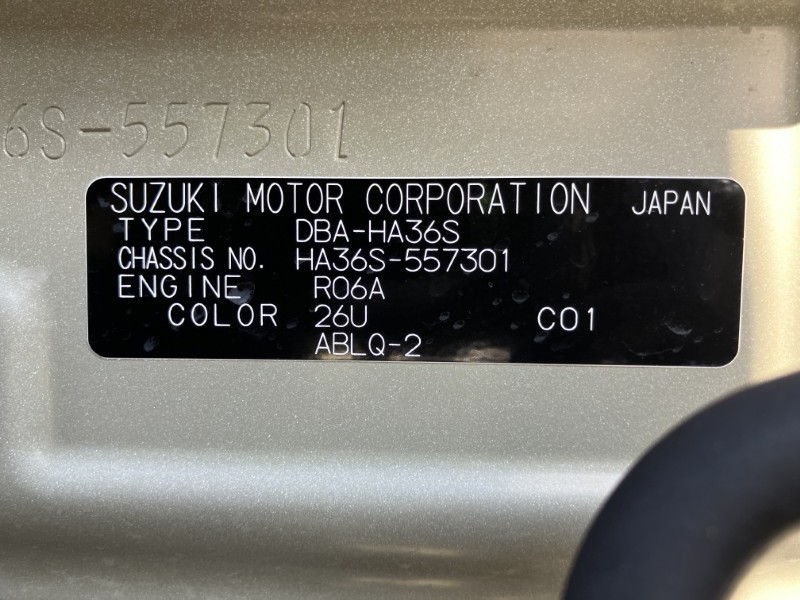 6S-557301
SUZUKI MOTOR CORPORATION JAPAN
TYPE DBA-HA36S
CHASSIS NO. HA36S-557301
ENGINE R06A
COLOR 26U C01
ABLQ-2